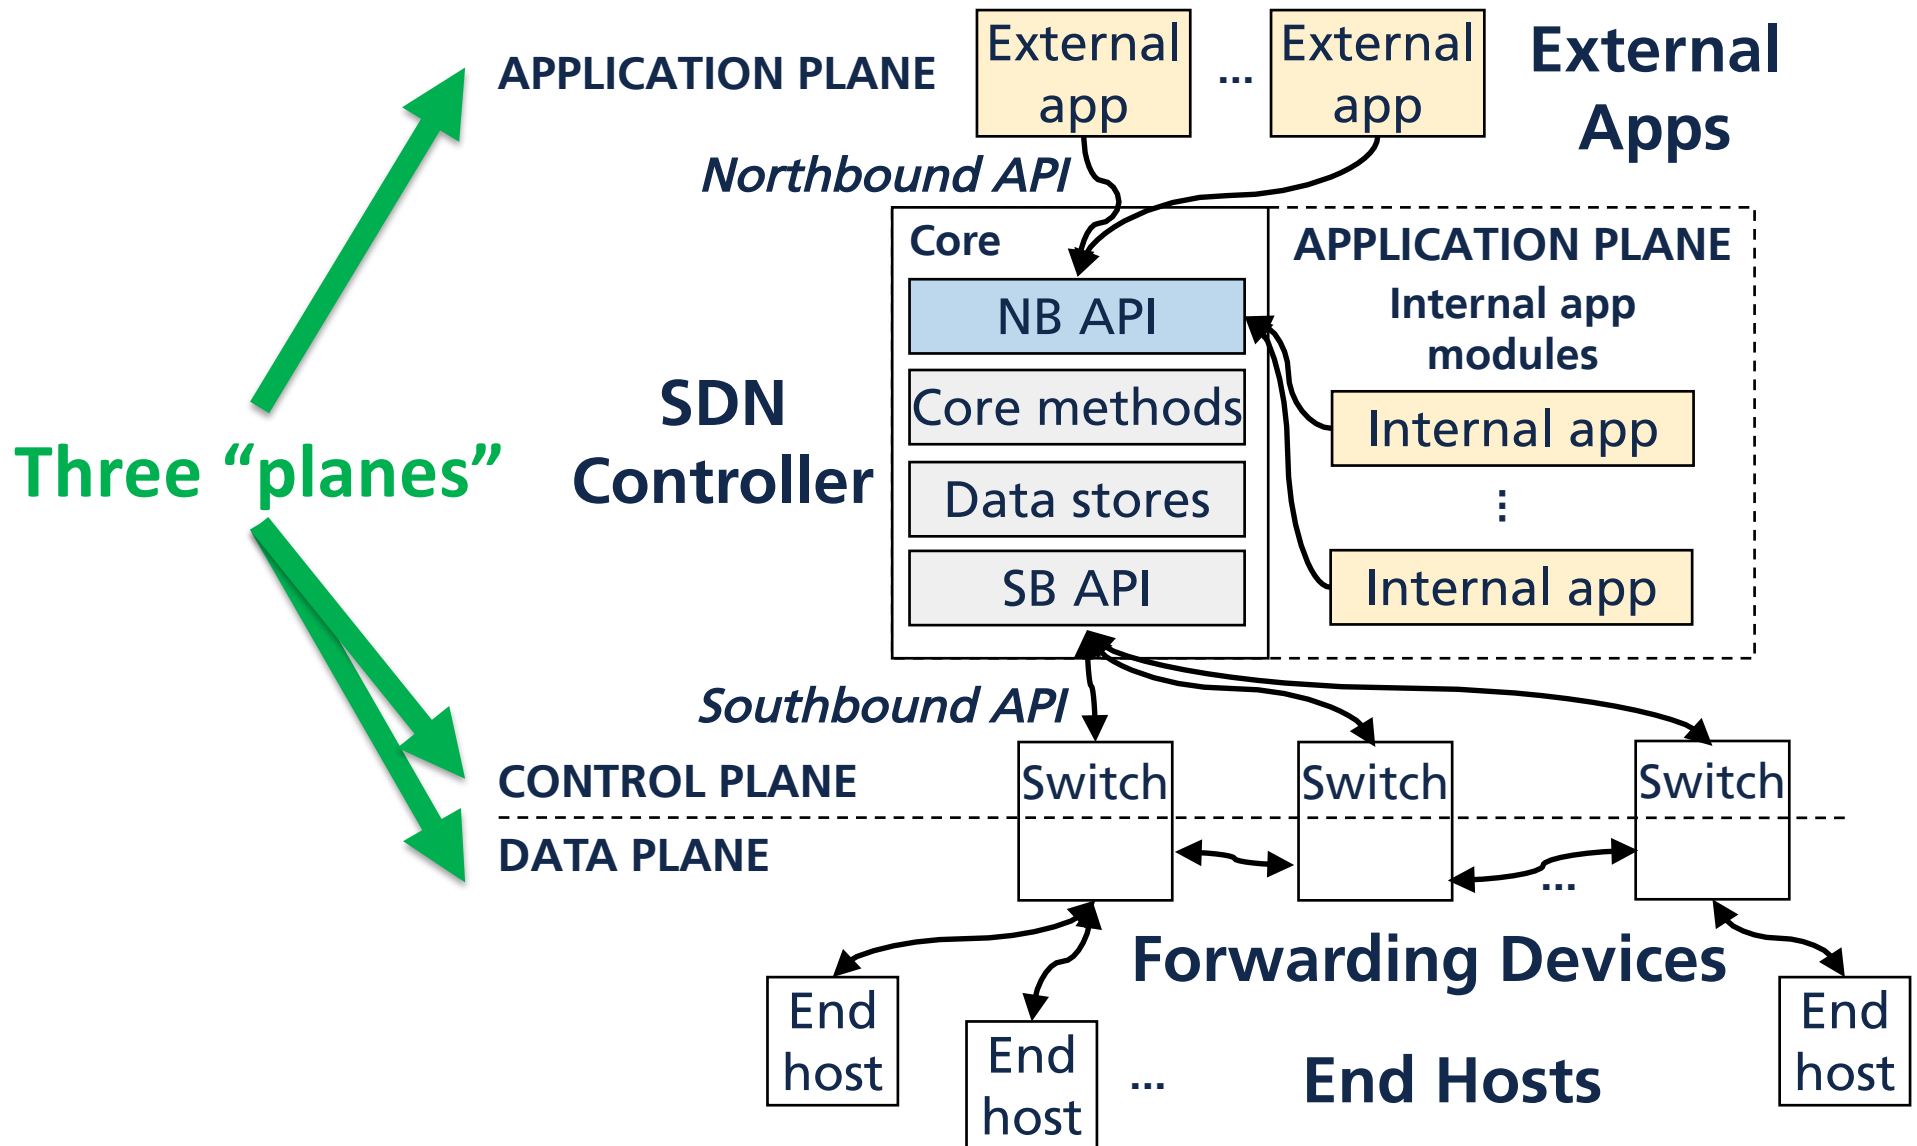 APPLICATION PLANE
External
app
...
External
app
External
Apps
Northbound API
Core
NB API
Core methods
Data stores
SB API
APPLICATION PLANE
Internal app
modules
Internal app
...
Internal app
SDN
Controller
Three “planes”
Southbound API
CONTROL PLANE
DATA PLANE
Switch
Switch
Switch
...
Forwarding Devices
End
host
End
host
...
End Hosts
End
host